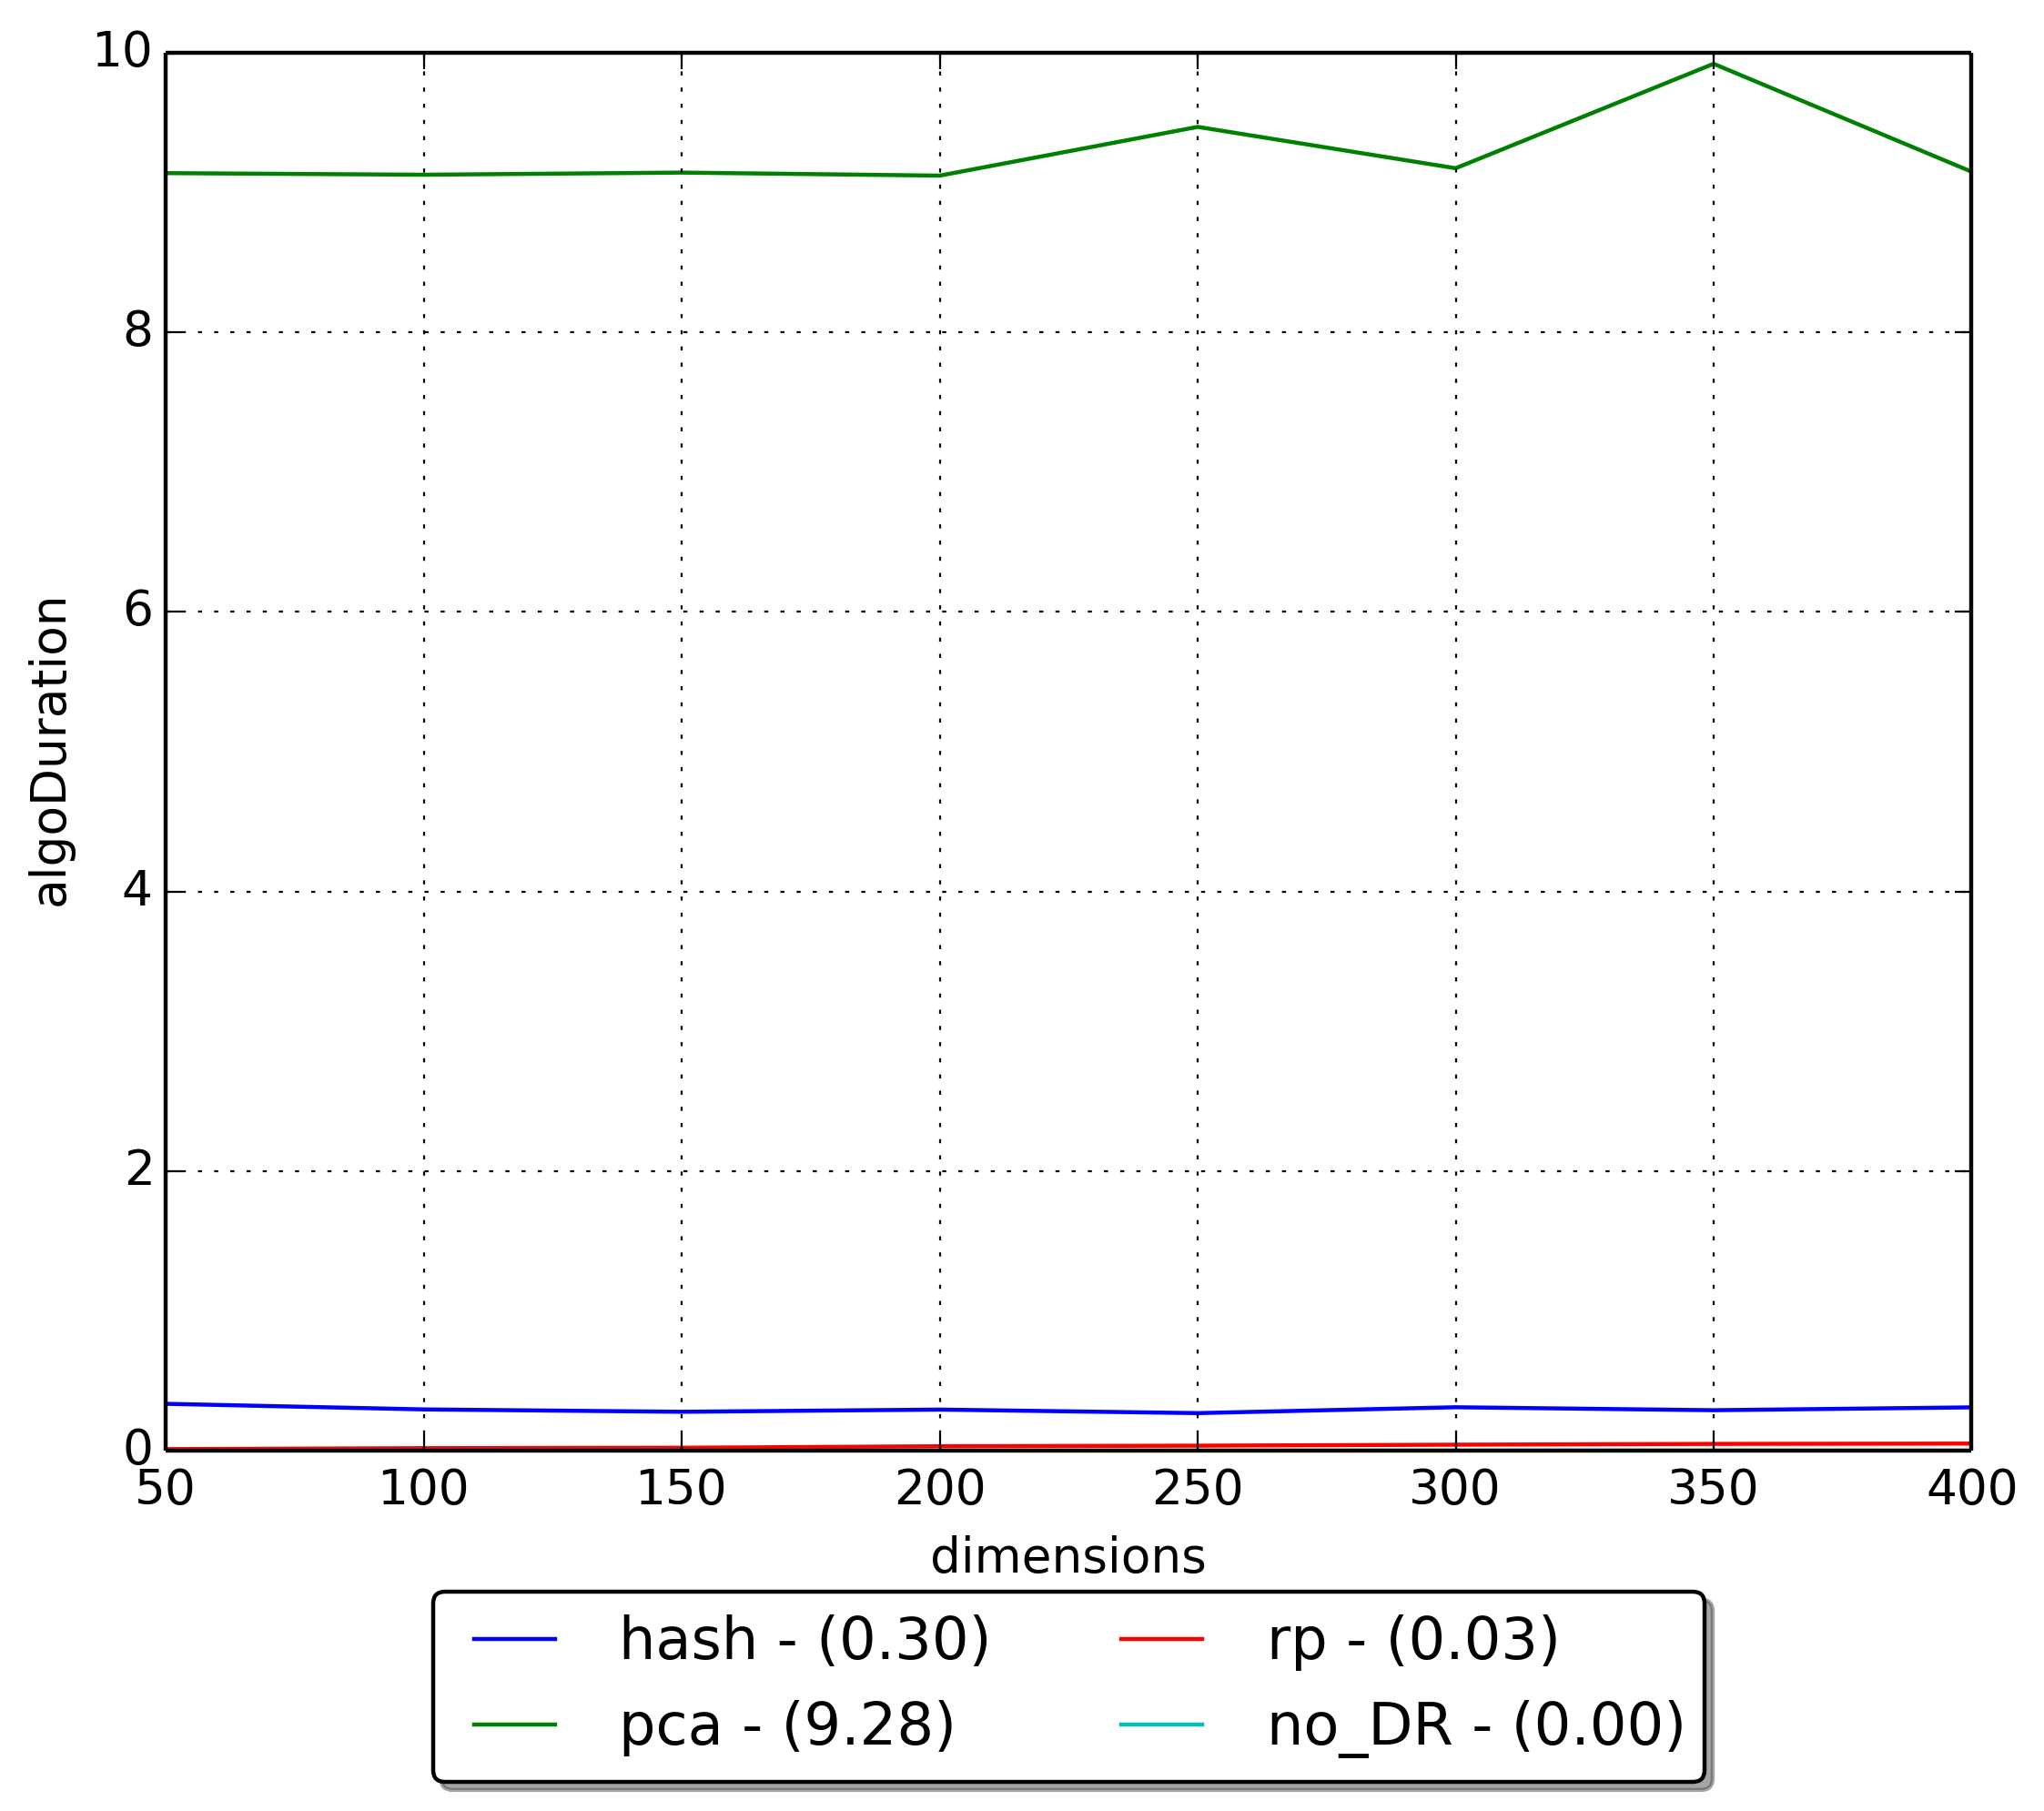 10
8
6
4
2
0
algoDuration
50 100 150 200 250 300 350 400
dimensions
hash - (0.30) rp - (0.03)
pca - (9.28) no_DR - (0.00)